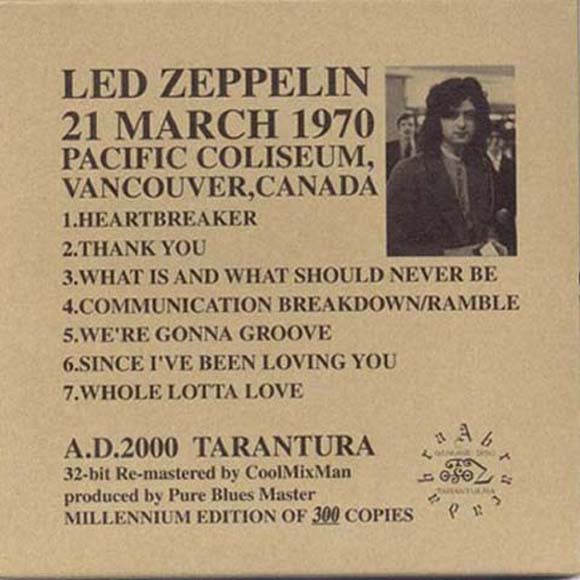 LED ZEPPELIN
21 MARCH 1970
PACIFIC COLISEUM,
VANCOUVER,CANADA
1.HEARTBREAKER
2.THANK YOU
3.WHAT IS AND WHAT SHOULD NEVER BE
4.COMMUNICATION BREAKDOWN/RAMBLE
5.WE'RE GONNA GROOVE
6.SINCE I'VE BEEN LOVING YOU
7.WHOLE LOTTA LOVE
A.D.2000 TARANTURA
32-bit Re-mastered by CoolMixMan
produced by Pure Blues Master
MILLENNIUM EDITION OF 300 COPIES
TARANTURA